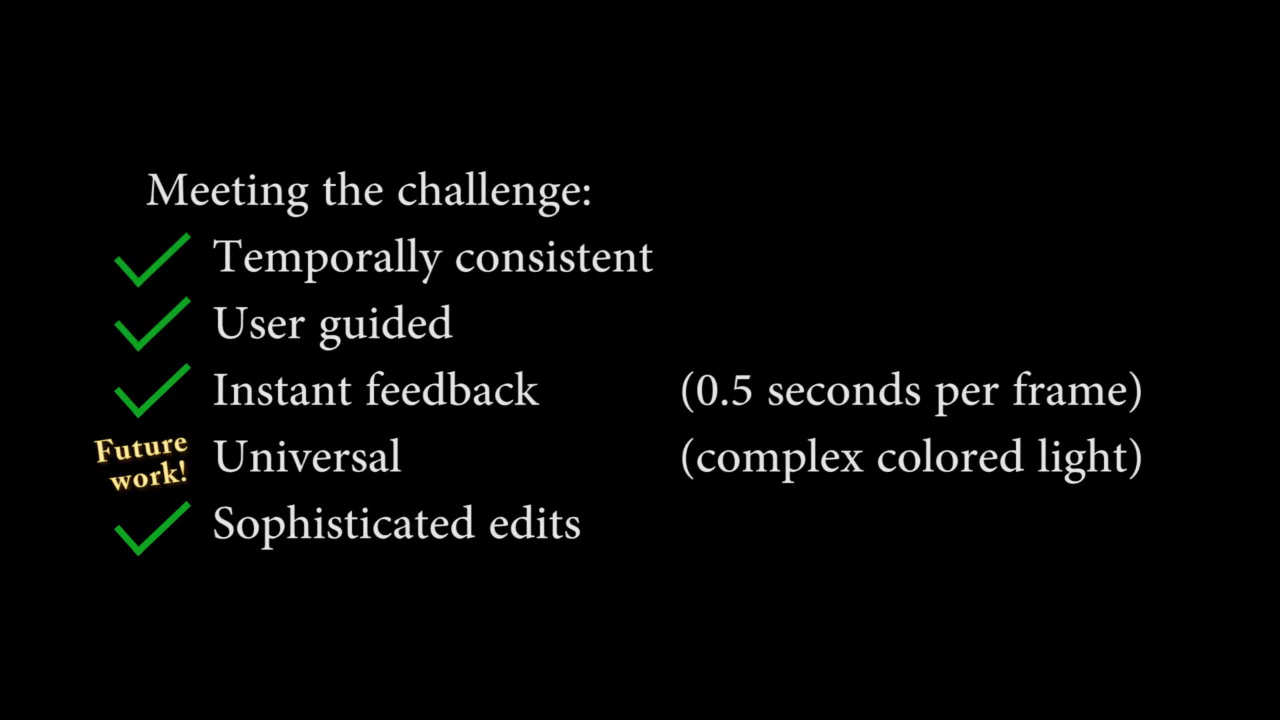 Meeting the challenge:
Temporally consistent
User guided
Instant feedback (0.5 seconds per frame)
Future
work!
Universal (complex colored light)
Sophisticated edits